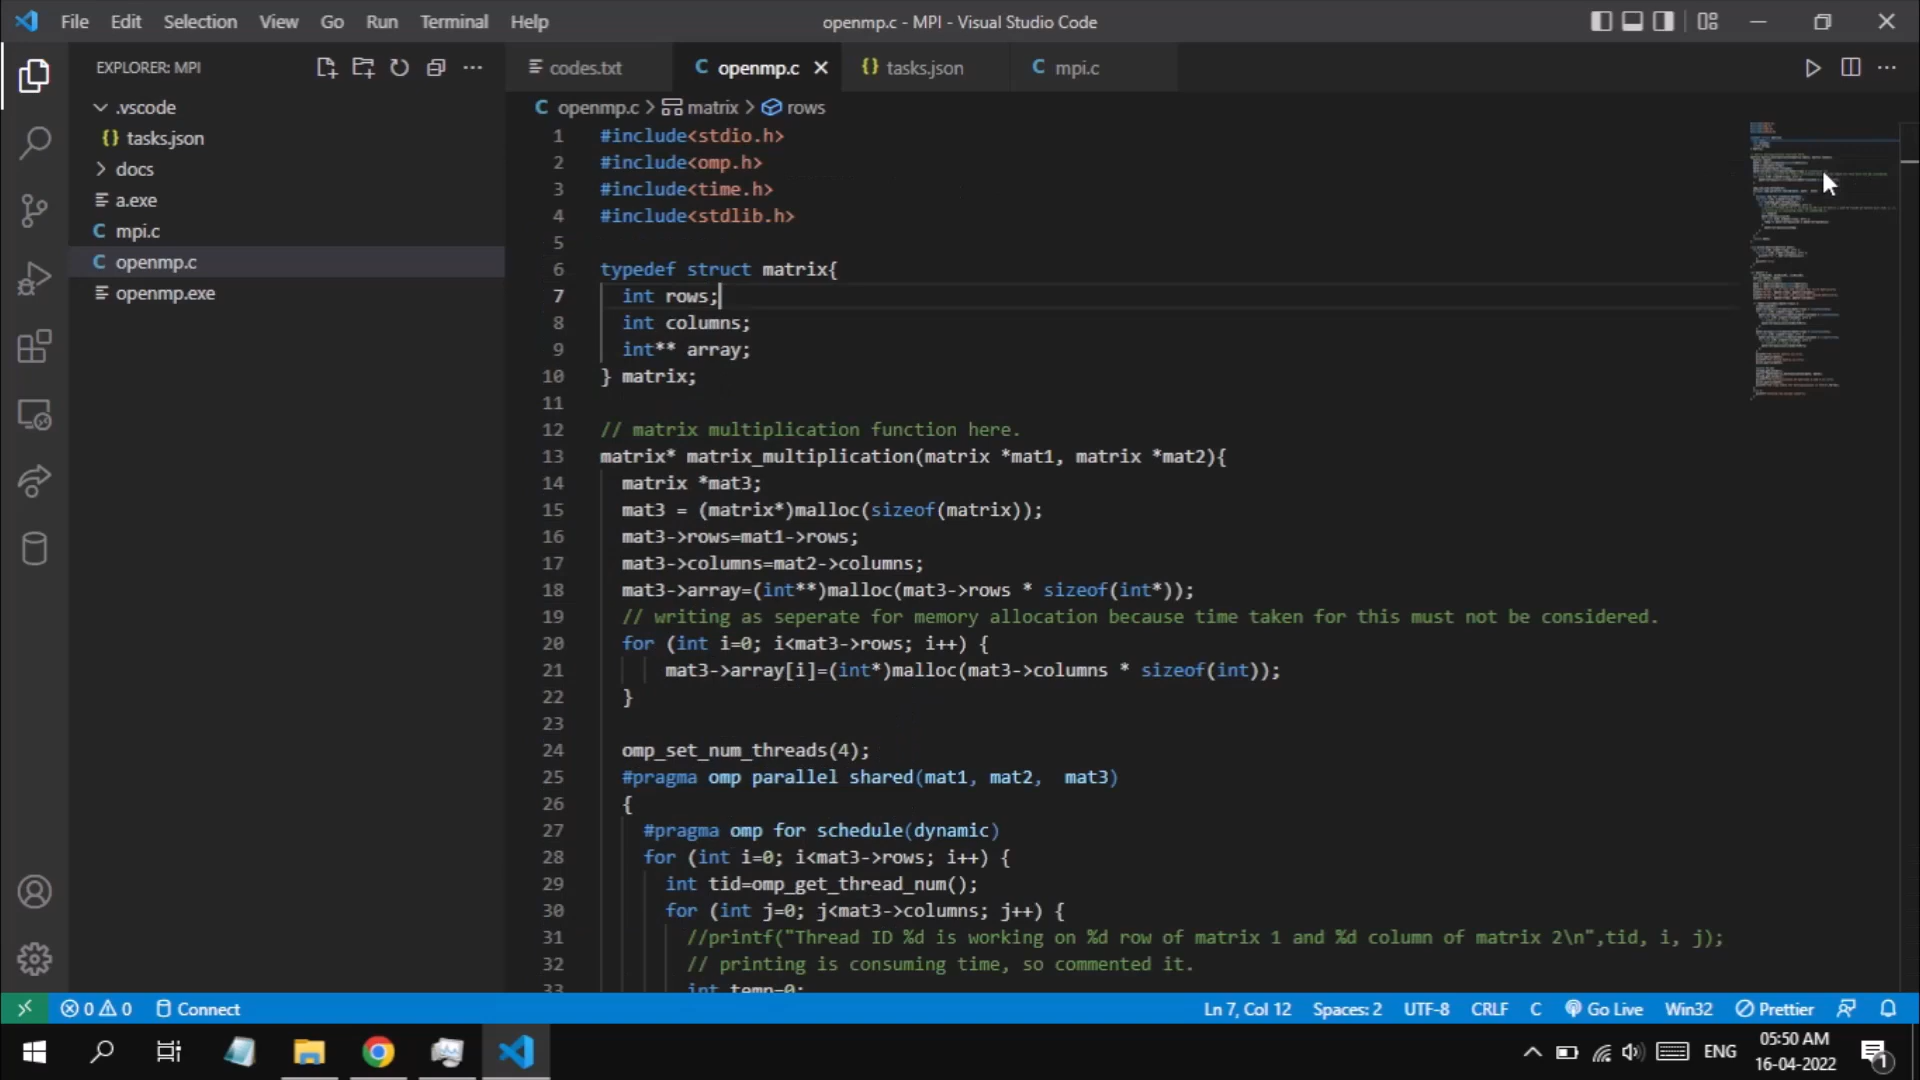 File Edit Selection View Go Run Terminal Help
openmp.c - MPI - Visual Studio Code
EXPLORER: MPI
.vscode
{} tasks.json
docs
a.exe
C mpi.c
C openmp.c
openmp.exe
codes.txt
C openmp.c
{} tasks.json
C mpi.c
C openmp.c > matrix > rows
1 #include<stdio.h>
2 #include<omp.h>
3 #include<time.h>
4 #include<stdlib.h>
5
6 typedef struct matrix{
7 int rows;
8 int columns;
9 int** array;
10 } matrix;
11
12 // matrix multiplication function here.
13 matrix* matrix_multiplication(matrix *mat1, matrix *mat2){
14 matrix *mat3;
15 mat3 = (matrix*)malloc(sizeof(matrix));
16 mat3->rows=mat1->rows;
17 mat3->columns=mat2->columns;
18 mat3->array=(int**)malloc(mat3->rows * sizeof(int*));
19 // writing as seperate for memory allocation because time taken for this must not be considered.
20 for (int i=0; i<mat3->rows; i++) {
21 mat3->array[i]=(int*)malloc(mat3->columns * sizeof(int));
22 }
23
24 omp_set_num_threads(4);
25 #pragma omp parallel shared(mat1, mat2,  mat3)
26 {
27 #pragma omp for schedule(dynamic)
28 for (int i=0; i<mat3->rows; i++) {
29 int tid=omp_get_thread_num();
30 for (int j=0; j<mat3->columns; j++) {
31 //printf("Thread ID %d is working on %d row of matrix 1 and %d column of matrix 2\n",tid, i, j);
32 // printing is consuming time, so commented it.
33 int temp=0;
0 0 Connect
Ln 7, Col 12 Spaces: 2 UTF-8 CRLF C Go Live Win32 Prettier
ENG
05:50 AM
16-04-2022
1